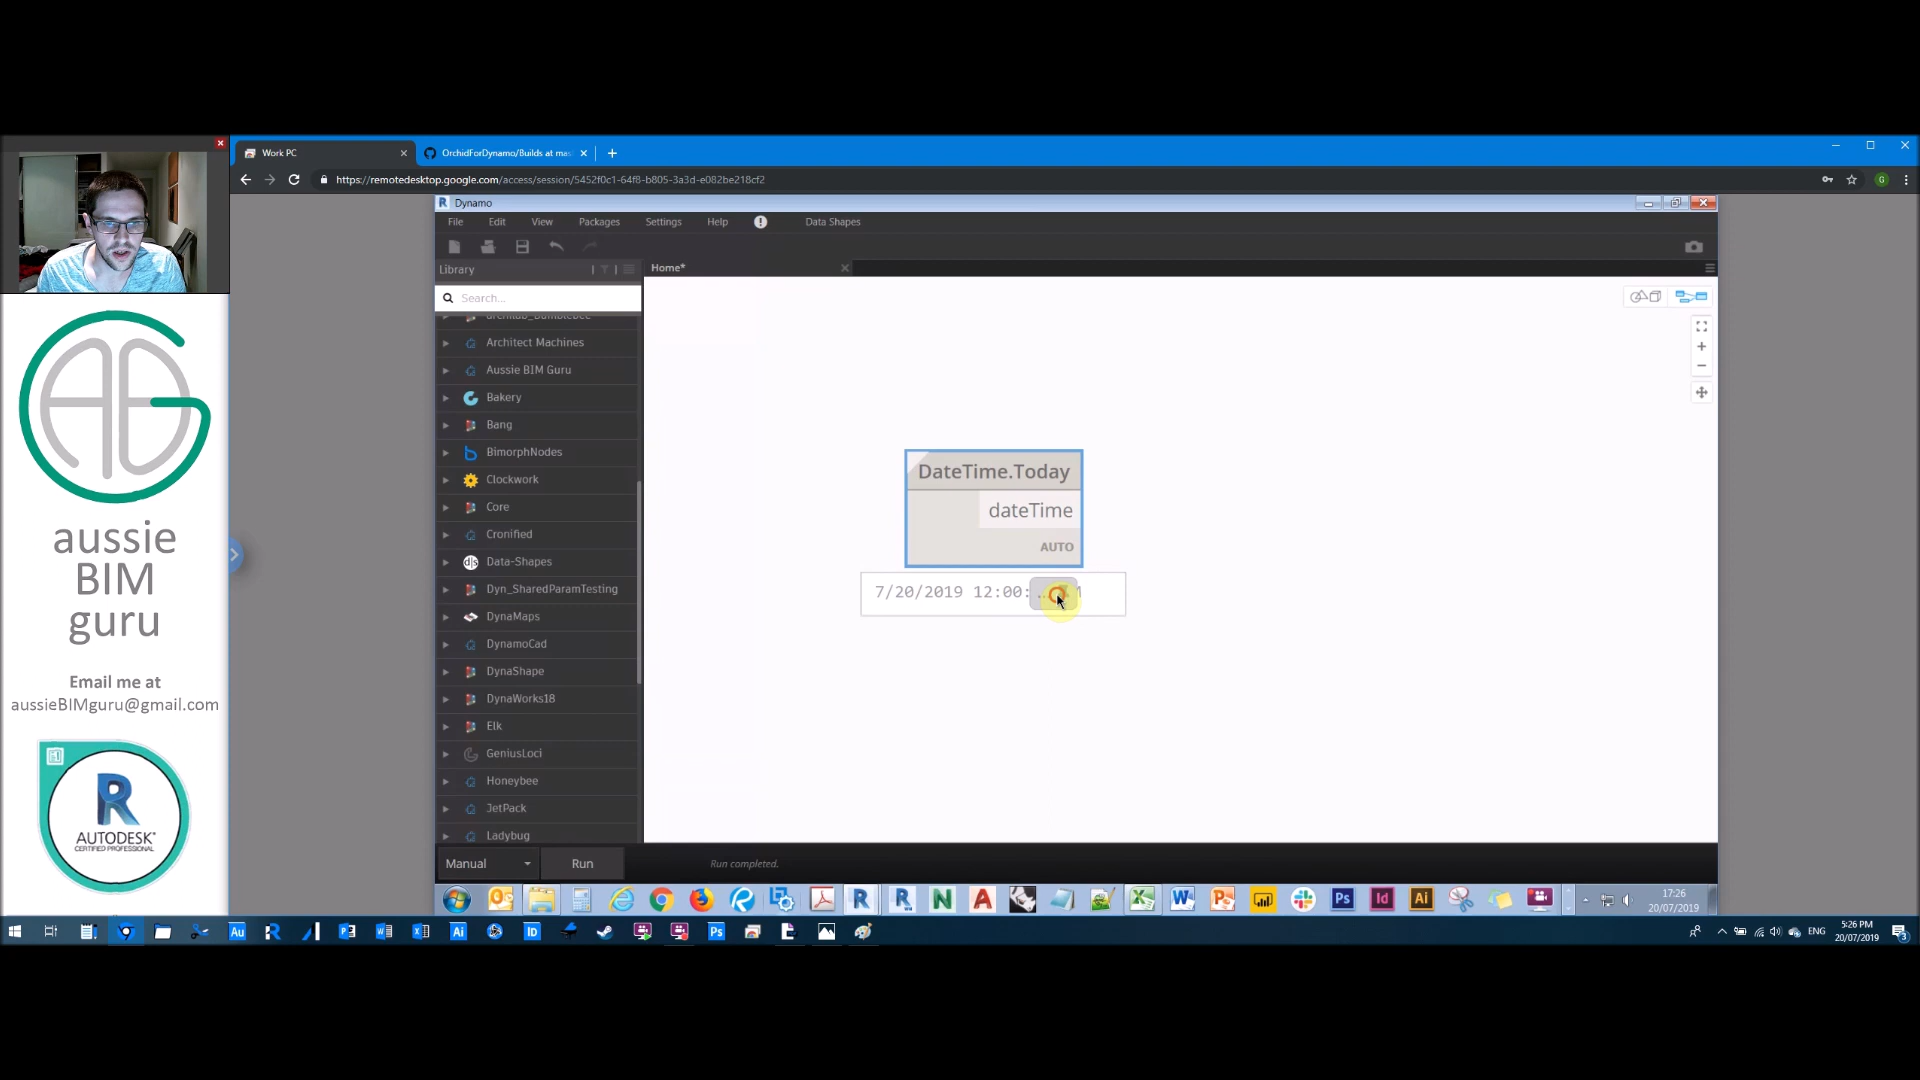 Work PC
OrchidForDynamo/Builds at mas
https://remotedesktop.google.com/access/session/5452f0c1-64f8-b805-3a3d-e082be218cf2
G
R Dynamo
File Edit View Packages Settings Help Data Shapes
Library
Home*
Search...
archilab_Bumblebee
Architect Machines
Aussie BIM Guru
Bakery
Bang
BimorphNodes
Clockwork
Core
Cronified
Data-Shapes
Dyn_SharedParamTesting
DynaMaps
DynamoCad
DynaShape
DynaWorks18
Elk
GeniusLoci
Honeybee
JetPack
Ladybug
DateTime.Today
dateTime
AUTO
7/20/2019 12:00:
Manual
Run
Run completed.
17:26
20/07/2019
5:26 PM
ENG
20/07/2019
aussie
BIM
guru
Email me at
aussieBIMguru@gmail.com
R
AUTODESK
CERTIFIED PROFESSIONAL